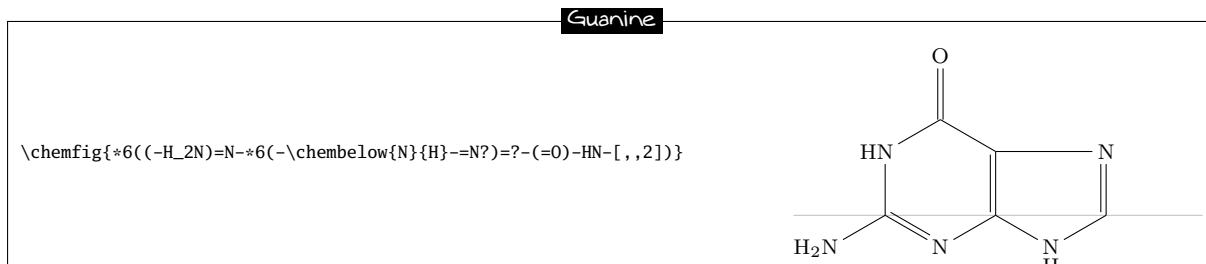 Guanine
O
\chemfig{*6((-H_2N)=N-*6(-\chembelow{N}{H}-=N?)=?-(=O)-HN-[,,2])}
HN
N
H₂N
N
N
H